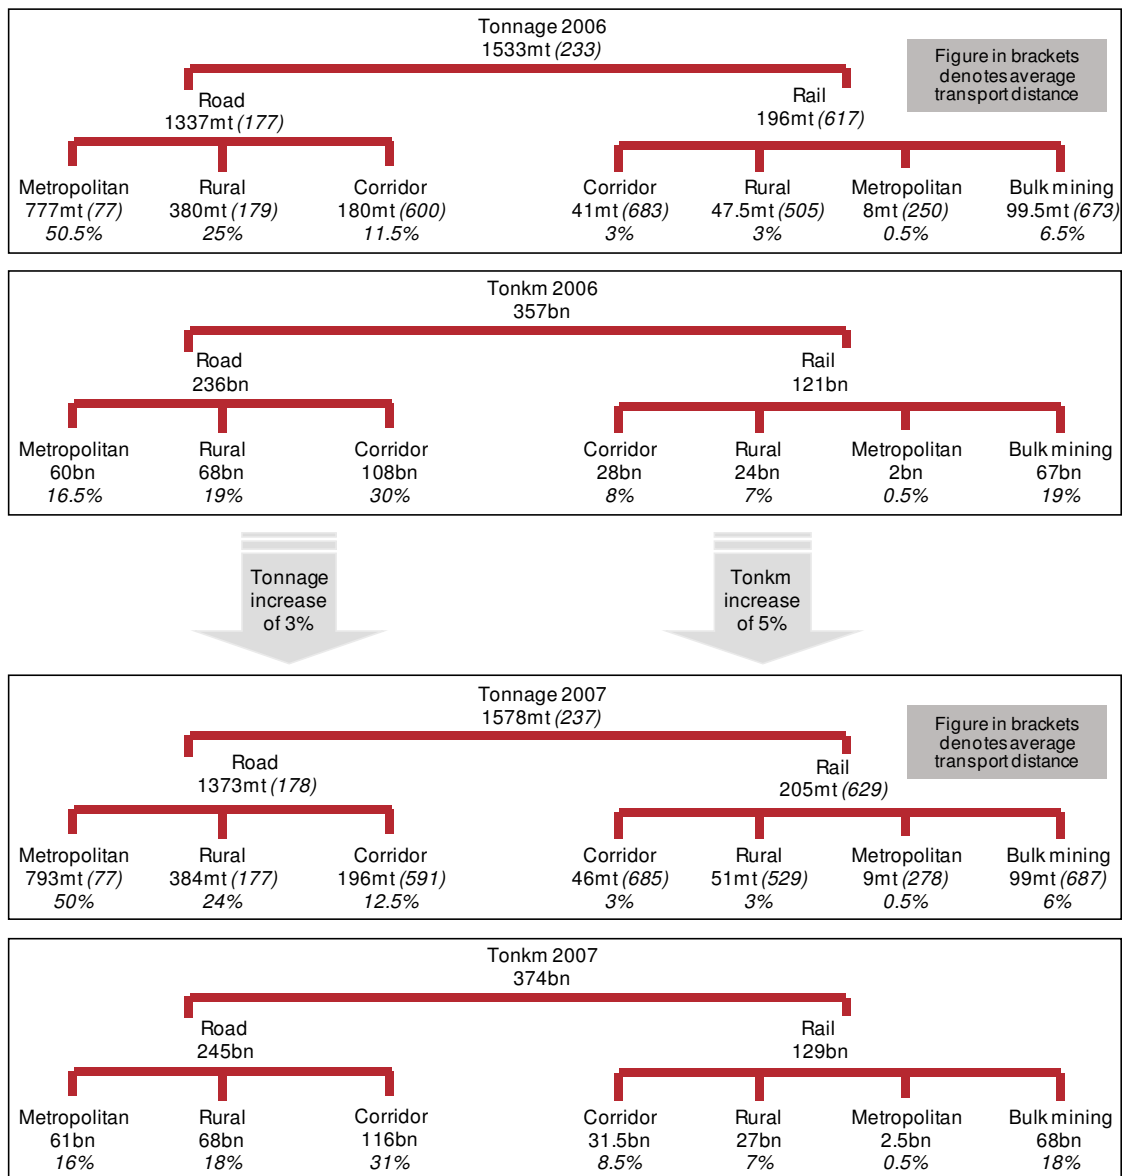 Tonnage 2006
1533mt (233)
Figure in brackets
denotes average
transport distance
Road
1337mt (177)
Rail
196mt (617)
Metropolitan
777mt (77)
50.5%
Rural
380mt (179)
25%
Corridor
180mt (600)
11.5%
Corridor
41mt (683)
3%
Rural
47.5mt (505)
3%
Metropolitan
8mt (250)
0.5%
Bulk mining
99.5mt (673)
6.5%
Tonkm 2006
357bn
Road
236bn
Rail
121bn
Metropolitan
60bn
16.5%
Rural
68bn
19%
Corridor
108bn
30%
Corridor
28bn
8%
Rural
24bn
7%
Metropolitan
2bn
0.5%
Bulk mining
67bn
19%
Tonnage
increase
of 3%
Tonkm
increase
of 5%
Tonnage 2007
1578mt (237)
Figure in brackets
denotes average
transport distance
Road
1373mt (178)
Rail
205mt (629)
Metropolitan
793mt (77)
50%
Rural
384mt (177)
24%
Corridor
196mt (591)
12.5%
Corridor
46mt (685)
3%
Rural
51mt (529)
3%
Metropolitan
9mt (278)
0.5%
Bulk mining
99mt (687)
6%
Tonkm 2007
374bn
Road
245bn
Rail
129bn
Metropolitan
61bn
16%
Rural
68bn
18%
Corridor
116bn
31%
Corridor
31.5bn
8.5%
Rural
27bn
7%
Metropolitan
2.5bn
0.5%
Bulk mining
68bn
18%